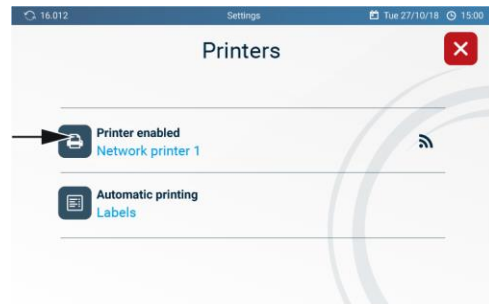 16.012 Settings Tue 27/10/18 15:00
Printers
Printer enabled
Network printer 1
Automatic printing
Labels